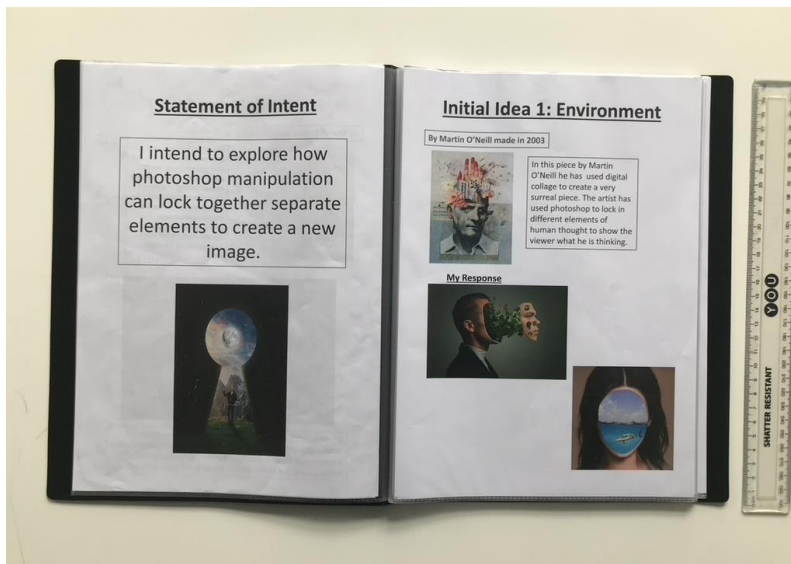 Statement of Intent
I intend to explore how
photoshop manipulation
can lock together separate
elements to create a new
image.
Initial Idea 1: Environment
By Martin O'Neill made in 2003
In this piece by Martin
O'Neill he has used digital
collage to create a very
surreal piece. The artist has
used photoshop to lock in
different elements of
human thought to show the
viewer what he is thinking.
My Response
YOU
SHATTER RESISTANT